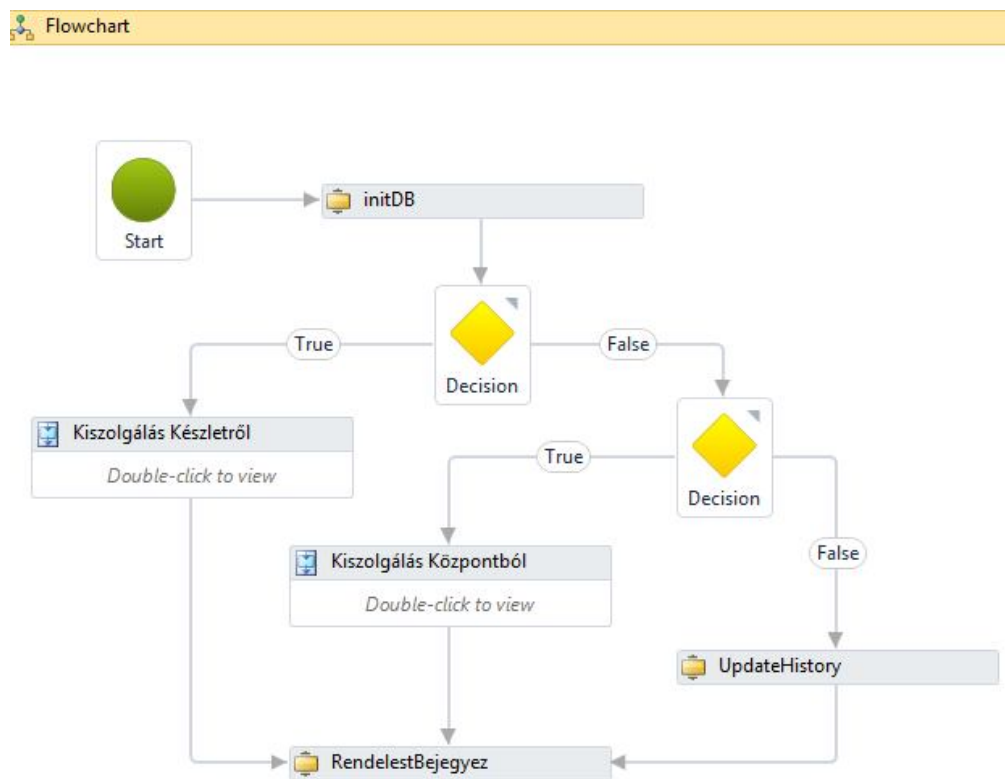 Flowchart
Start
initDB
Decision
True
False
Kiszolgálás Készletről
Double-click to view
Decision
True
False
Kiszolgálás Központból
Double-click to view
UpdateHistory
RendelestBejegyez